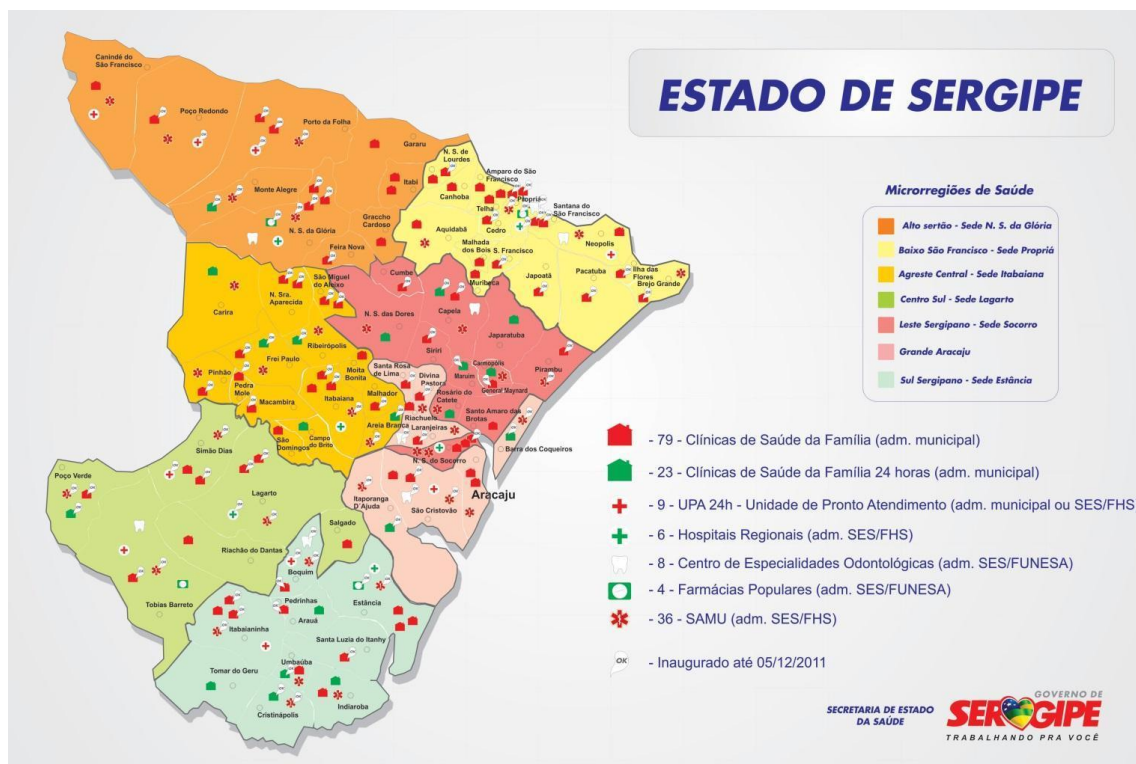 ESTADO DE SERGIPE
Canindé do
São Francisco
Poço Redondo
Porto da Folha
Gararu
Monte Alegre
Itabi
N. S. da Glória
Graccho
Cardoso
Feira Nova
N. S. de
Lourdes
Amparo do São
Francisco
Canhoba
Telha
Propriá
Santana do
São Francisco
Cedro
Aquidabã
Malhada
dos Bois
S. Francisco
Neopolis
Muribeca
Japoatã
Pacatuba
Ilha das
Flores
Brejo Grande
Carira
N. Sra.
Aparecida
São Miguel
do Aleixo
Cumbe
N. S. das Dores
Capela
Japaratuba
Ribeirópolis
Frei Paulo
Siriri
Pirambu
Pinhão
Pedra
Mole
Moita
Bonita
Santa Rosa
de Lima
Divina
Pastora
Maruim
Carmopólis
General Maynard
Rosário do
Catete
Macambira
Itabaiana
Malhador
Riachuelo
Santo Amaro das
Brotas
Areia Branca
Laranjeiras
São
Domingos
Campo
do Brito
Barra dos Coqueiros
N. S. do Socorro
Simão Dias
Poço Verde
Lagarto
Itaporanga
D'Ajuda
São Cristovão
Aracaju
Salgado
Riachão do Dantas
Boquim
Tobias Barreto
Pedrinhas
Estância
Arauá
Itabaianinha
Santa Luzia do Itanhy
Umbaúba
Tomar do Geru
Cristinápolis
Indiaroba
Microrregiões de Saúde
Alto sertão - Sede N. S. da Glória
Baixo São Francisco - Sede Propriá
Agreste Central - Sede Itabaiana
Centro Sul - Sede Lagarto
Leste Sergipano - Sede Socorro
Grande Aracaju
Sul Sergipano - Sede Estância
- 79 - Clínicas de Saúde da Família (adm. municipal)
- 23 - Clínicas de Saúde da Família 24 horas (adm. municipal)
- 9 - UPA 24h - Unidade de Pronto Atendimento (adm. municipal ou SES/FHS
- 6 - Hospitais Regionais (adm. SES/FHS)
- 8 - Centro de Especialidades Odontológicas (adm. SES/FUNESA)
- 4 - Farmácias Populares (adm. SES/FUNESA)
- 36 - SAMU (adm. SES/FHS)
OK - Inaugurado até 05/12/2011
SECRETARIA DE ESTADO
DA SAÚDE
GOVERNO DE
SERGIPE
TRABALHANDO PRA VOCÊ